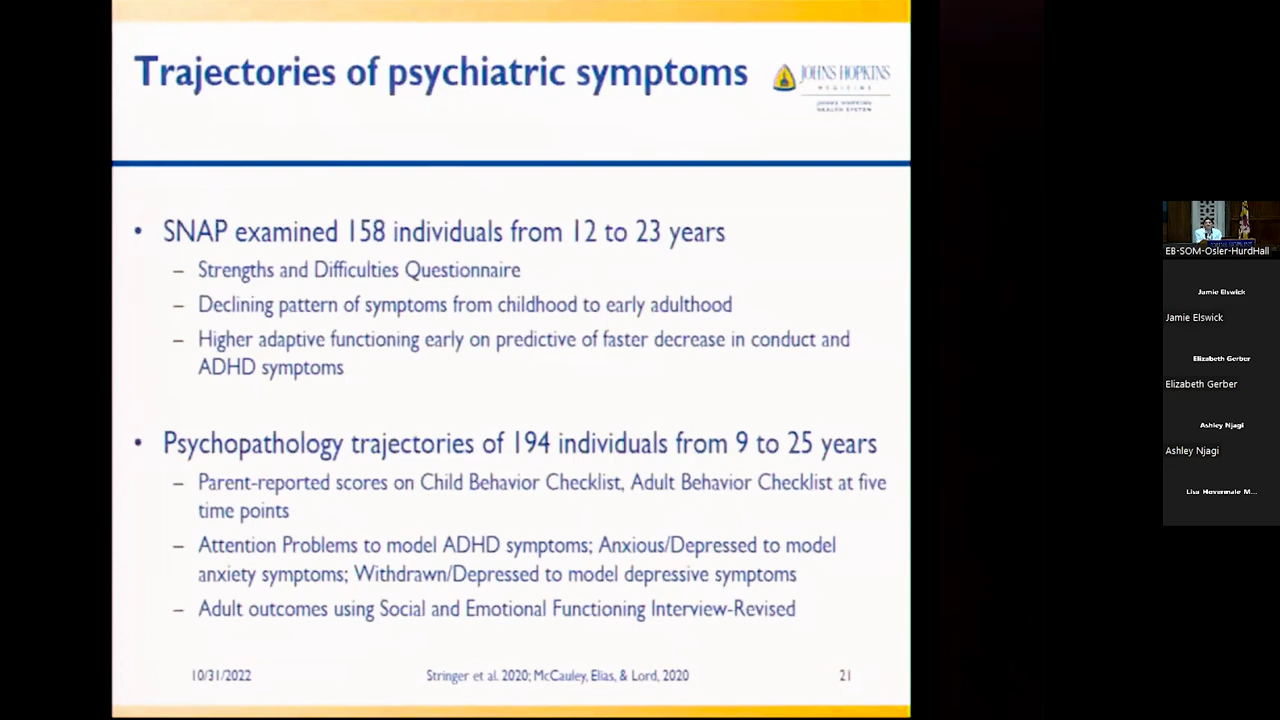 Trajectories of psychiatric symptoms
JOHNS HOPKINS
MEDICINE
JOHNS HOPKINS
HEALTH SYSTEM
• SNAP examined 158 individuals from 12 to 23 years
– Strengths and Difficulties Questionnaire
– Declining pattern of symptoms from childhood to early adulthood
– Higher adaptive functioning early on predictive of faster decrease in conduct and
ADHD symptoms
• Psychopathology trajectories of 194 individuals from 9 to 25 years
– Parent-reported scores on Child Behavior Checklist, Adult Behavior Checklist at five
time points
– Attention Problems to model ADHD symptoms; Anxious/Depressed to model
anxiety symptoms; Withdrawn/Depressed to model depressive symptoms
– Adult outcomes using Social and Emotional Functioning Interview-Revised
10/31/2022
Stringer et al. 2020; McCauley, Elias, & Lord, 2020
21
EB-SOM-Osler-HurdHall
Jamie Elswick
Jamie Elswick
Elizabeth Gerber
Elizabeth Gerber
Ashley Njagi
Ashley Njagi
Lisa Hovermale M...